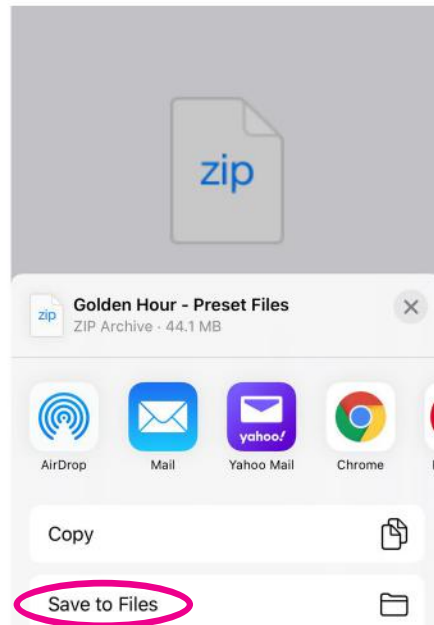 zip
zip
Golden Hour - Preset Files
ZIP Archive · 44.1 MB
yahoo!
AirDrop
Mail
Yahoo Mail
Chrome
Copy
Save to Files